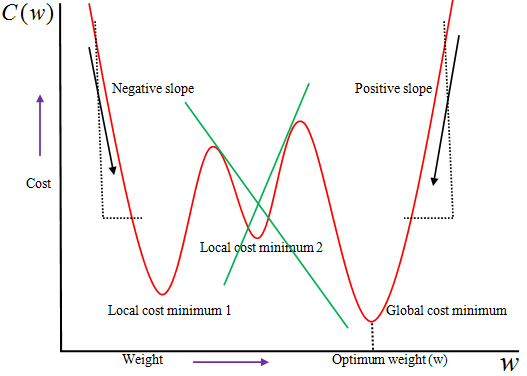 C(w)
Negative slope
Positive slope
Cost
Local cost minimum 2
Local cost minimum 1
Global cost minimum
Weight
Optimum weight (w)
w